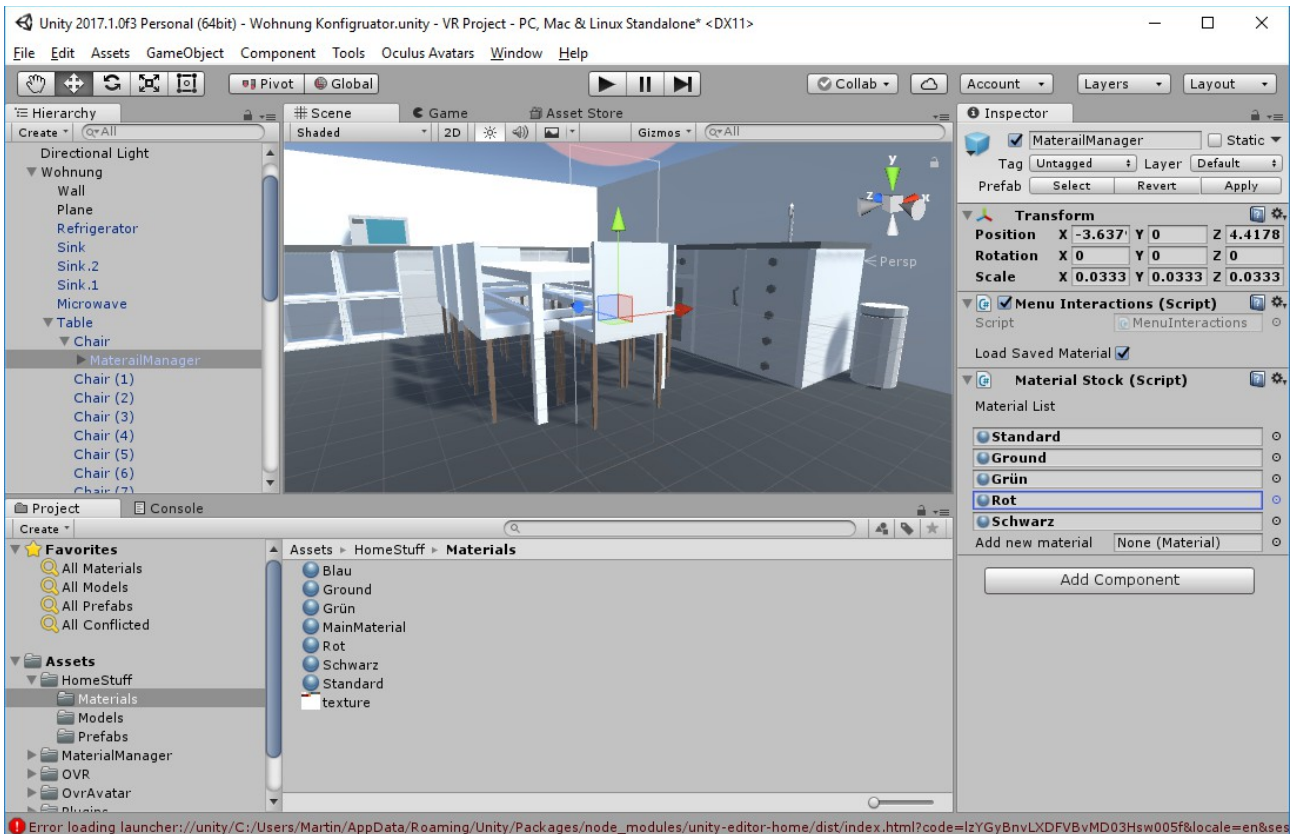 Unity 2017.1.0f3 Personal (64bit) - Wohnung Konfigruator.unity - VR Project - PC, Mac & Linux Standalone* <DX11>
File Edit Assets GameObject Component Tools Oculus Avatars Window Help
Pivot Global Collab Account Layers Layout
Hierarchy
Create All
Directional Light
Wohnung
Wall
Plane
Refrigerator
Sink
Sink.2
Sink.1
Microwave
Table
Chair
MaterailManager
Chair (1)
Chair (2)
Chair (3)
Chair (4)
Chair (5)
Chair (6)
Chair (7)
Scene Game Asset Store
Shaded 2D Gizmos All
y
z x
Persp
Inspector
MaterailManager Static
Tag Untagged Layer Default
Prefab Select Revert Apply
Transform
Position X -3.637 Y 0 Z 4.4178
Rotation X 0 Y 0 Z 0
Scale X 0.0333 Y 0.0333 Z 0.0333
Menu Interactions (Script)
Script MenuInteractions
Load Saved Material
Material Stock (Script)
Material List
Standard
Ground
Grün
Rot
Schwarz
Add new material None (Material)
Add Component
Project Console
Create
Favorites
All Materials
All Models
All Prefabs
All Conflicted
Assets
HomeStuff
Materials
Models
Prefabs
MaterialManager
OVR
OvrAvatar
Plugins
Assets HomeStuff Materials
Blau
Ground
Grün
MainMaterial
Rot
Schwarz
Standard
texture
Error loading launcher://unity/C:/Users/Martin/AppData/Roaming/Unity/Packages/node_modules/unity-editor-home/dist/index.html?code=lzYGyBnvLXDFVBvMD03Hsw005f&locale=en&ses